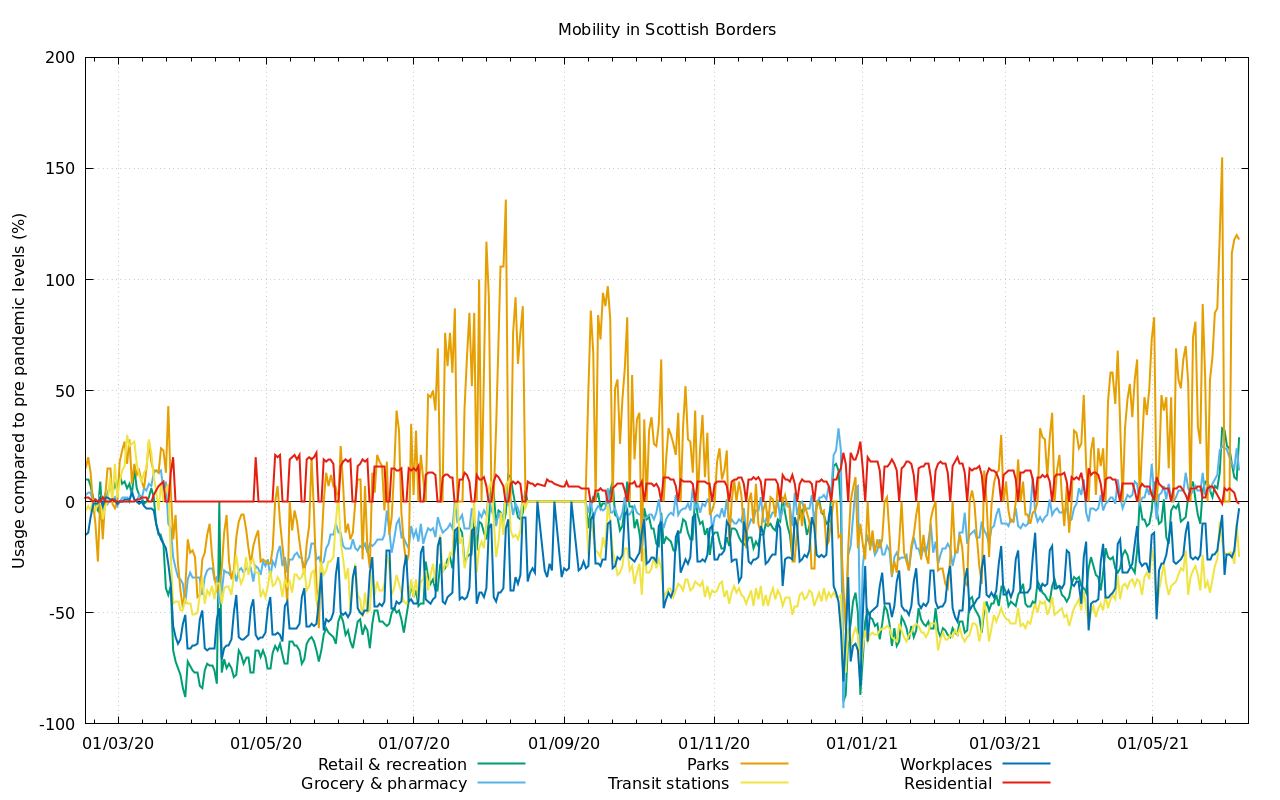 Mobility in Scottish Borders
Usage compared to pre pandemic levels (%)
200
150
100
50
0
-50
-100
01/03/20 01/05/20 01/07/20 01/09/20 01/11/20 01/01/21 01/03/21 01/05/21
Retail & recreation Parks Workplaces
Grocery & pharmacy Transit stations Residential